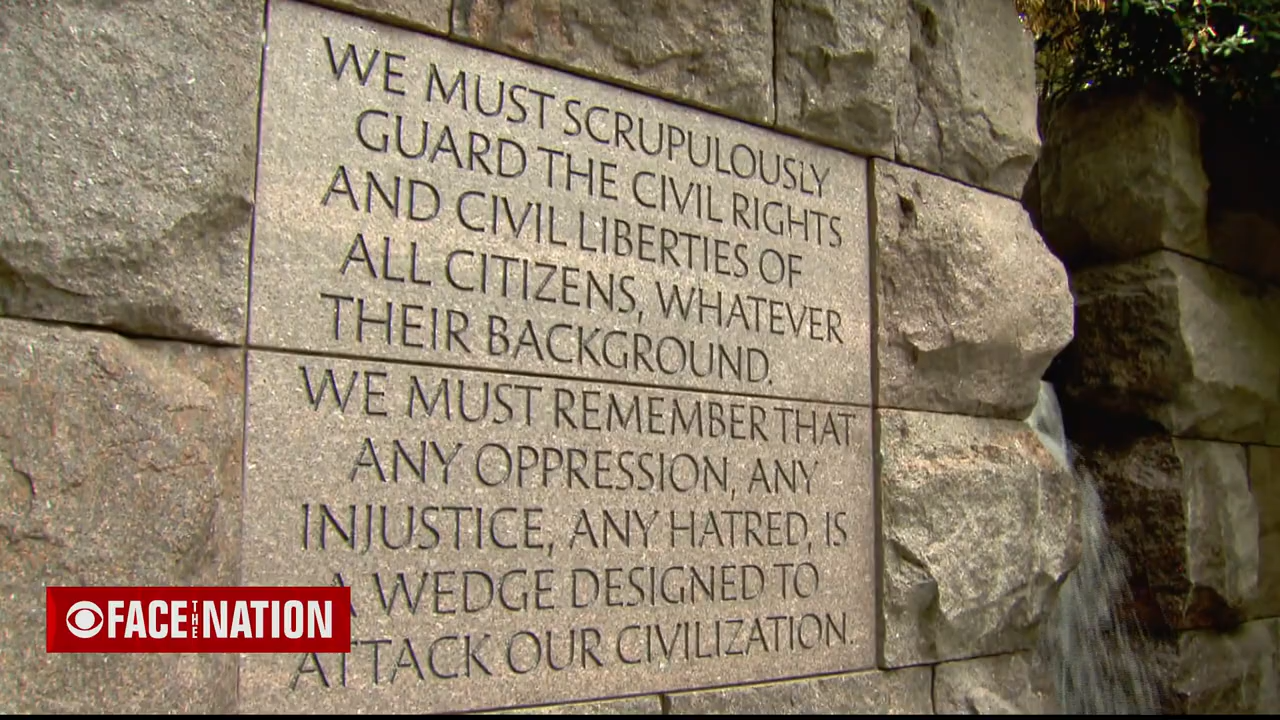 WE MUST SCRUPULOUSLY
GUARD THE CIVIL RIGHTS
AND CIVIL LIBERTIES OF
ALL CITIZENS, WHATEVER
THEIR BACKGROUND.
WE MUST REMEMBER THAT
ANY OPPRESSION, ANY
INJUSTICE, ANY HATRED, IS
A WEDGE DESIGNED TO
ATTACK OUR CIVILIZATION.
FACE THE NATION